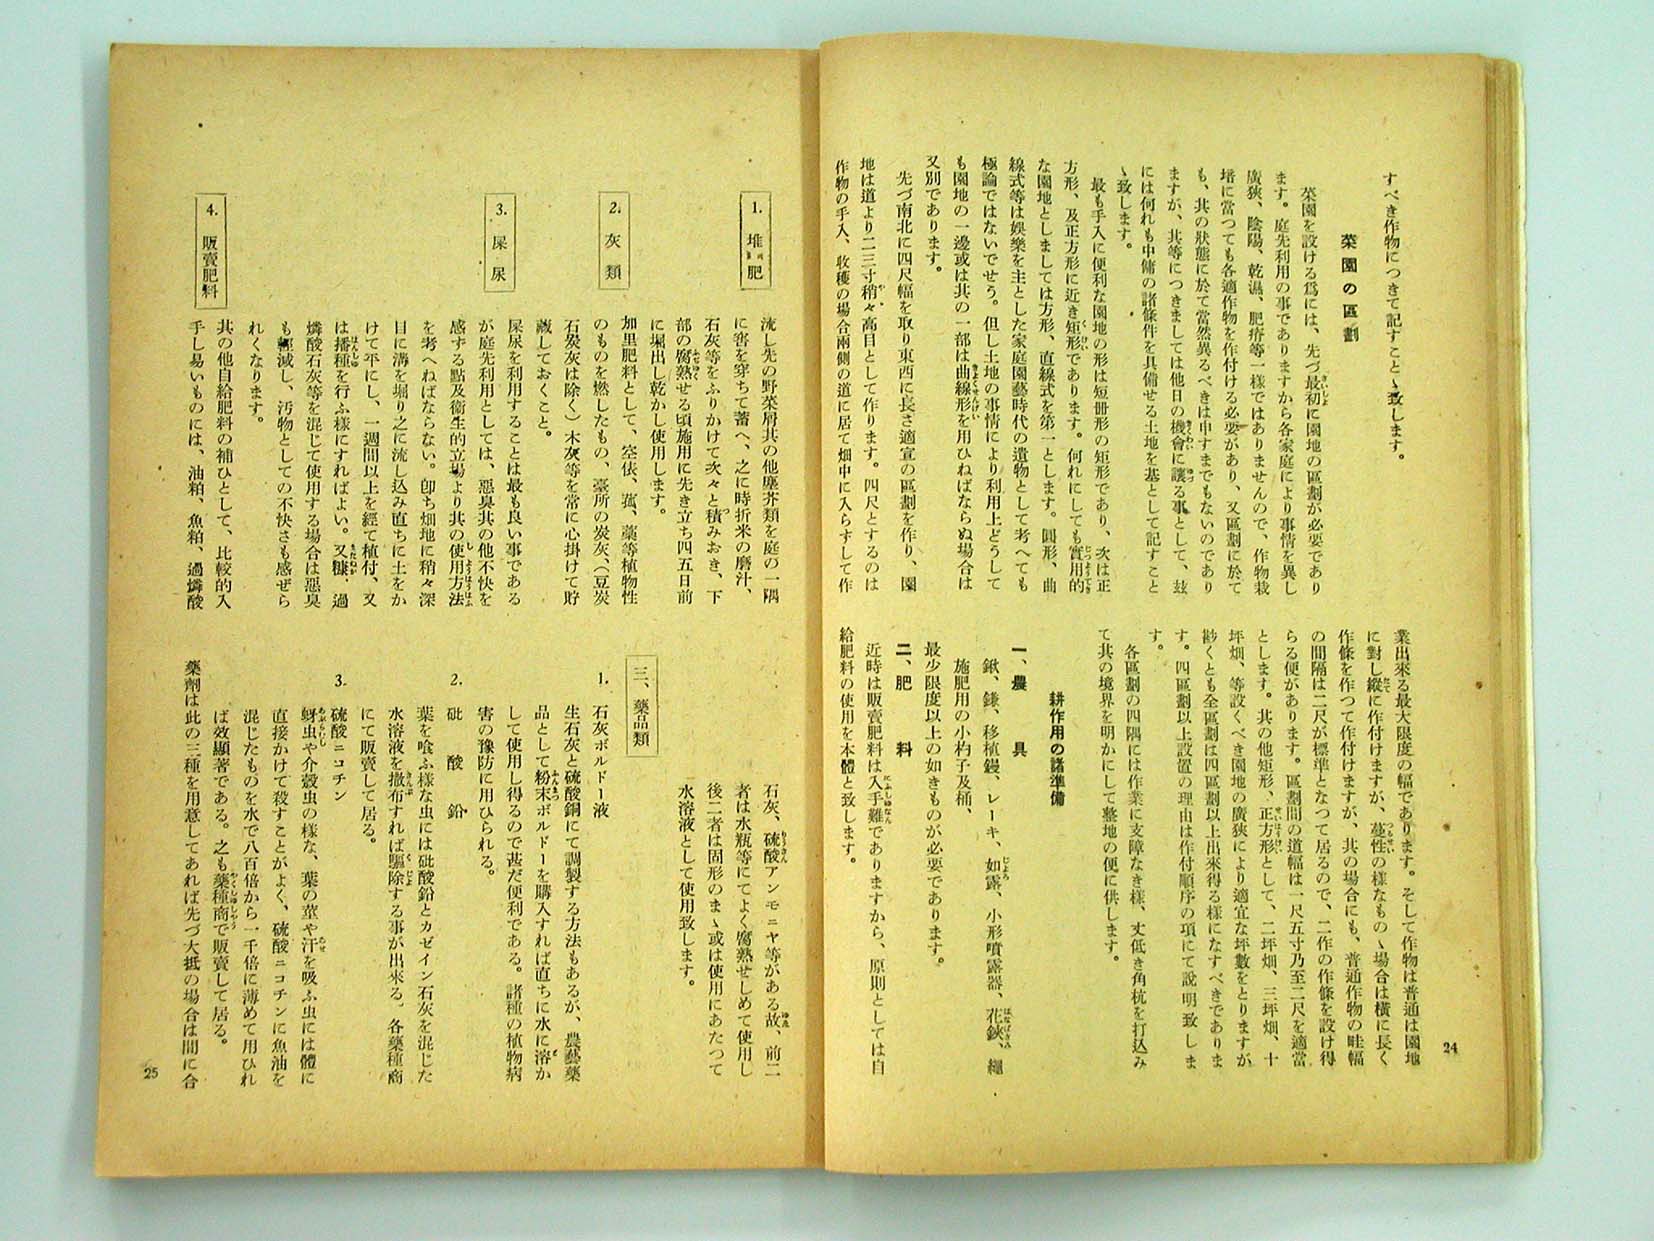 すべき作物につきて記すことゝ致します。
菜園の區劃
菜園を設ける爲には、先づ最初に園地の區劃が必要であり
ます。庭先利用の事でありますから各家庭により事情を異し
廣狹、陰陽、乾濕、肥瘠等一樣ではありませんので、作物栽
培に當つても各適作物を作付ける必要があり、又區劃に於て
も、其の狀態に於て當然異るべきは申すまでもないのであり
ますが、其等につきましては他日の機會に讓る事として、玆
には何れも中庸の諸條件を具備せる土地を基として記すこと
ゝ致します。
最も手入に便利な園地の形は短册形の矩形であり、次は正
方形、及正方形に近き矩形であります。何れにしても實用的
な園地としましては方形、直線式を第一とします。圓形、曲
線式等は娛樂を主とした家庭園藝時代の遺物として考へても
極論ではないでせう。但し土地の事情により利用上どうして
も園地の一邊或は其の一部は曲線形を用ひねばならぬ場合は
又別であります。
先づ南北に四尺幅を取り東西に長さ適宜の區劃を作り、園
地は道より二三寸稍々高目として作ります。四尺とするのは
作物の手入、收穫の場合兩側の道に居て畑中に入らすして作
業出來る最大限度の幅であります。そして作物は普通は園地
に對し縱に作付けますが、蔓性の樣なものゝ場合は橫に長く
作條を作つて作付けますが、其の場合にも、普通作物の畦幅
の間隔は二尺が標準となつて居るので、二作の作條を設け得
らる便があります。區劃間の道幅は一尺五寸乃至二尺を適當
とします。其の他矩形、正方形として、二坪畑、三坪畑、十
坪畑、等設くべき園地の廣狹により適宜な坪數をとりますが
尠くとも全區劃は四區劃以上出來得る樣になすべきでありま
す。四區劃以上設置の理由は作付順序の項にて說明致しま
す。
各區劃の四隅には作業に支障なき樣、丈低き角杭を打込み
て其の境界を明かにして整地の便に供します。
耕作用の諸準備
一、農具
鍬、鎌、移植鏝、レーキ、如露、小形噴霧器、花鋏、繩
施肥用の小杓子及桶、
最少限度以上の如きものが必要であります。
二、肥料
近時は販賣肥料は入手難でありますから、原則としては自
給肥料の使用を本體と致します。
24
1. 堆肥
流し先の野菜屑其の他塵芥類を庭の一隅
に窖を穿ちて蓄へ、之に時折米の磨汁、
石灰等をふりかけて次々と積みおき、下
部の腐熟せる頃施用に先き立ち四五日前
に堀出し乾かし使用します。
2. 灰類
加里肥料として、空俵、菰、藁等植物性
のものを燃したもの、臺所の炭灰、(豆炭
石炭灰は除く)木灰等を常に心掛けて貯
藏しておくこと。
3. 屎尿
屎尿を利用することは最も良い事である
が庭先利用としては、惡臭其の他不快を
感ずる點及衞生的立場より其の使用方法
を考へねばならない。卽ち畑地に稍々深
目に溝を堀り之に流し込み直ちに土をか
けて平にし、一週間以上を經て植付、又
は播種を行ふ樣にすればよい。又糠、過
燐酸石灰等を混じて使用する場合は惡臭
も輕減し、汚物としての不快さも感ぜら
れくなります。
4. 販賣肥料
其の他自給肥料の補ひとして、比較的入
手し易いものには、油粕、魚粕、過燐酸
石灰、硫酸アンモニヤ等がある故、前二
者は水瓶等にてよく腐熟せしめて使用し
後二者は固形のまゝ或は使用にあたつて
水溶液として使用致します。
三、藥品類
1. 石灰ボルドー液
生石灰と硫酸銅にて調製する方法もあるが、農藝藥
品として粉末ボルドーを購入すれば直ちに水に溶か
して使用し得るので甚だ便利である。諸種の植物病
害の豫防に用ひられる。
2. 砒酸鉛
葉を喰ふ樣な虫には砒酸鉛とカゼイン石灰を混じた
水溶液を撒布すれば驅除する事が出來る。各藥種商
にて販賣して居る。
3. 硫酸ニコチン
蚜虫や介殼虫の樣な、葉の莖や汗を吸ふ虫には體に
直接かけて殺すことがよく、硫酸ニコチンに魚油を
混じたものを水で八百倍から一千倍に薄めて用ひれ
ば效顯著である。之も藥種商で販賣して居る。
藥劑は此の三種を用意してあれば先づ大抵の場合は間に合
25